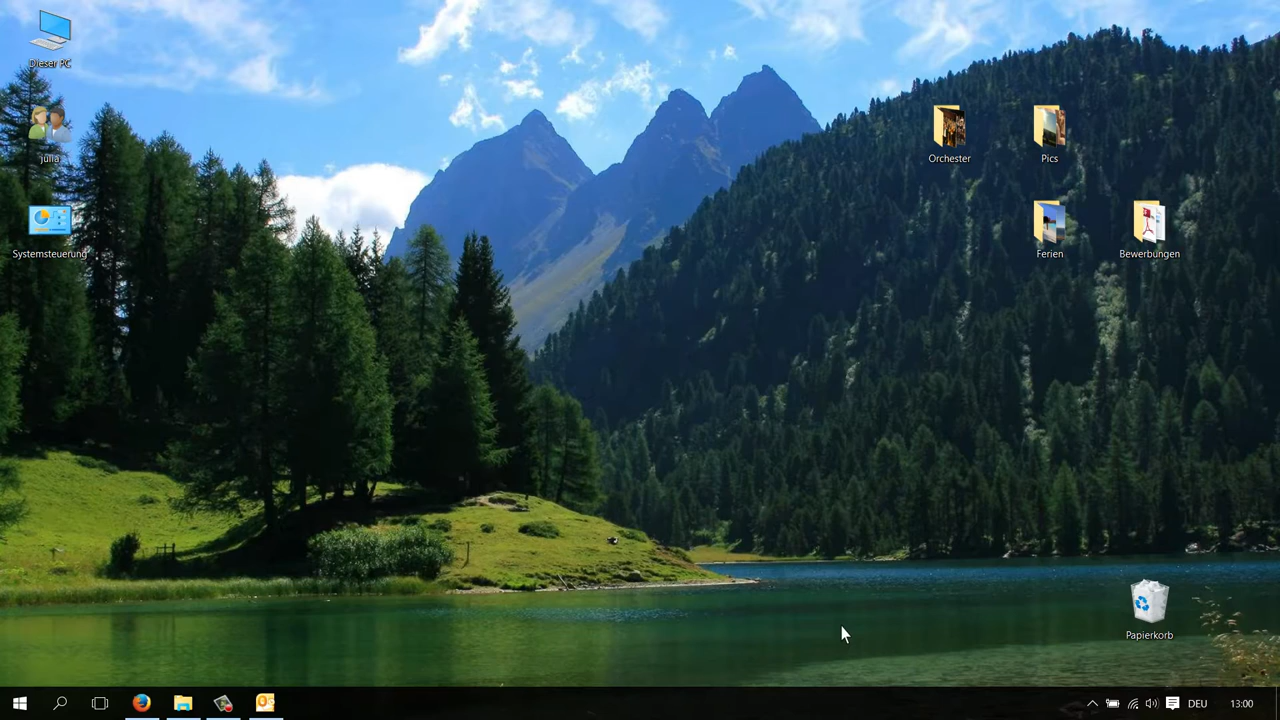 Dieser PC
julia
Systemsteuerung
Orchester
Pics
Ferien
Bewerbungen
Papierkorb
DEU
13:00